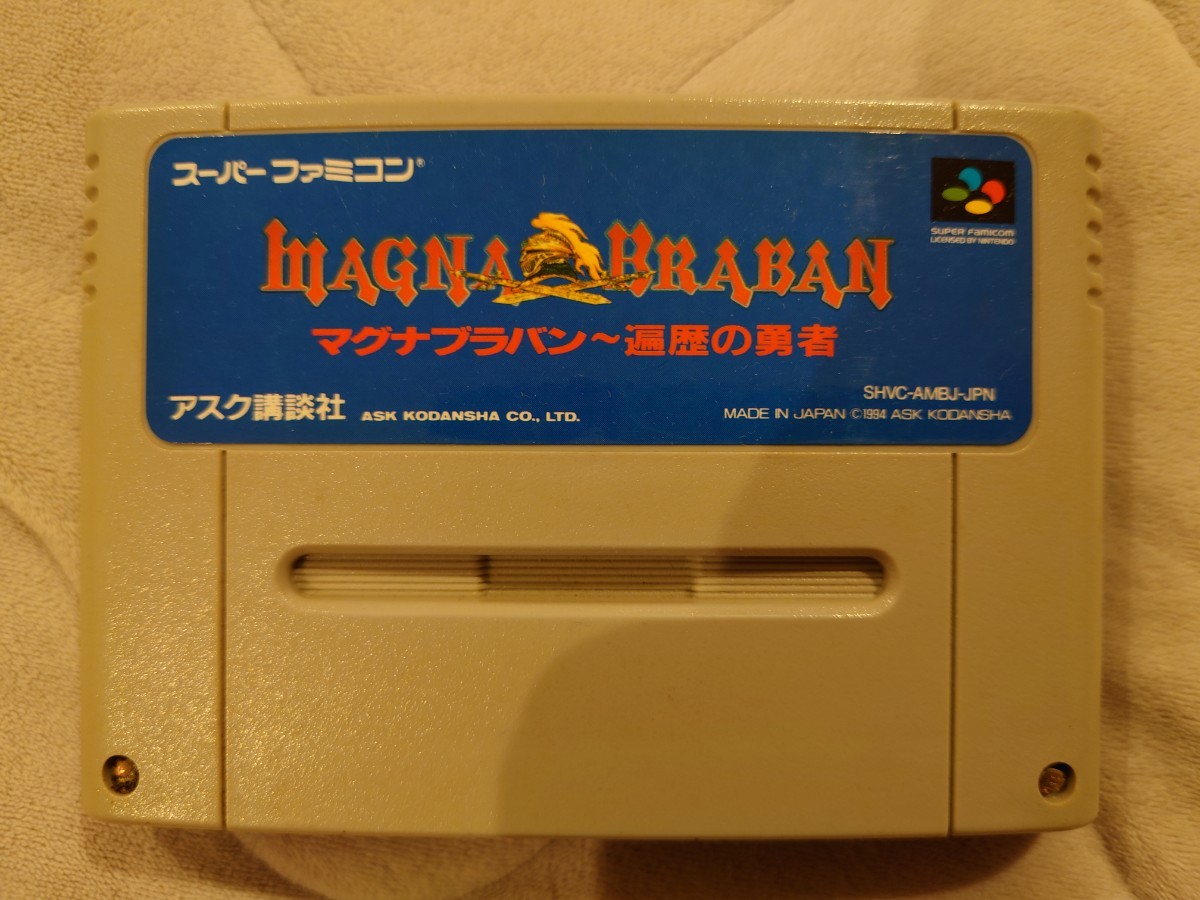 スーパーファミコン®
SUPER FAMICOM
LICENSED BY NINTENDO
MAGNA BRABAN
マグナブラバン～遍歴の勇者
SHVC-AMBJ-JPN
アスク講談社 ASK KODANSHA CO., LTD.
MADE IN JAPAN ©1994 ASK KODANSHA